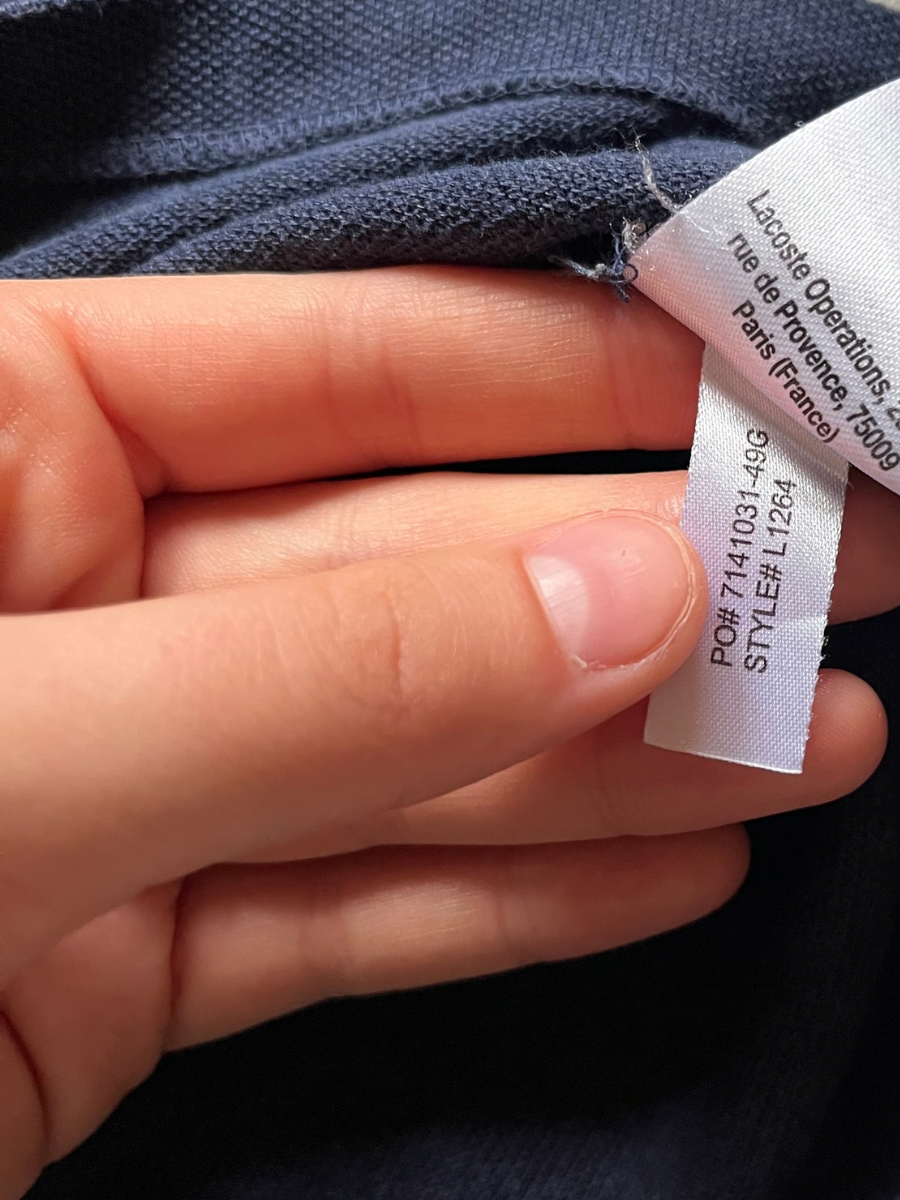 Lacoste Operations,
rue de Provence, 75009
Paris (France)
PO# 7141031-49G
STYLE# L1264